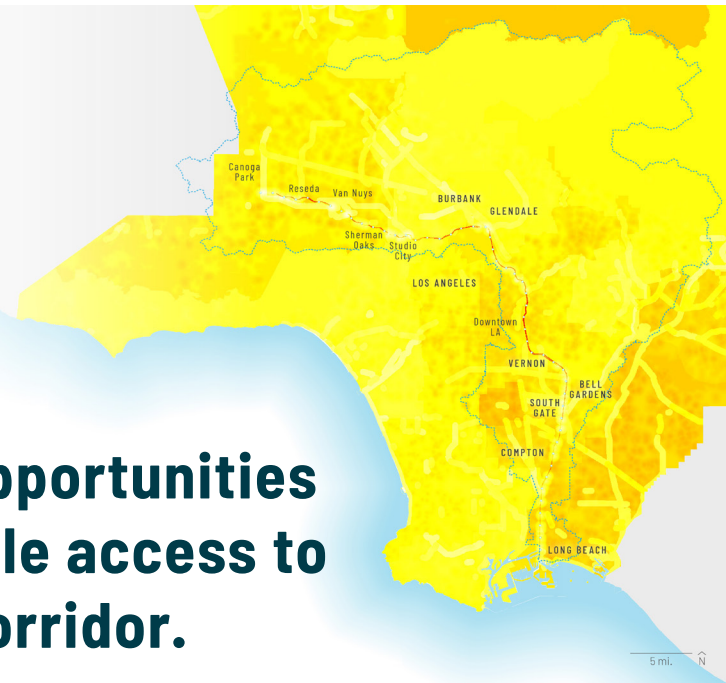 Canoga
Park
Reseda
Van Nuys
BURBANK
GLENDALE
Sherman
Oaks
Studio
City
LOS ANGELES
Downtown
LA
VERNON
BELL
GARDENS
SOUTH
GATE
COMPTON
LONG BEACH
pportunities
le access to
orridor.
5 mi.
N